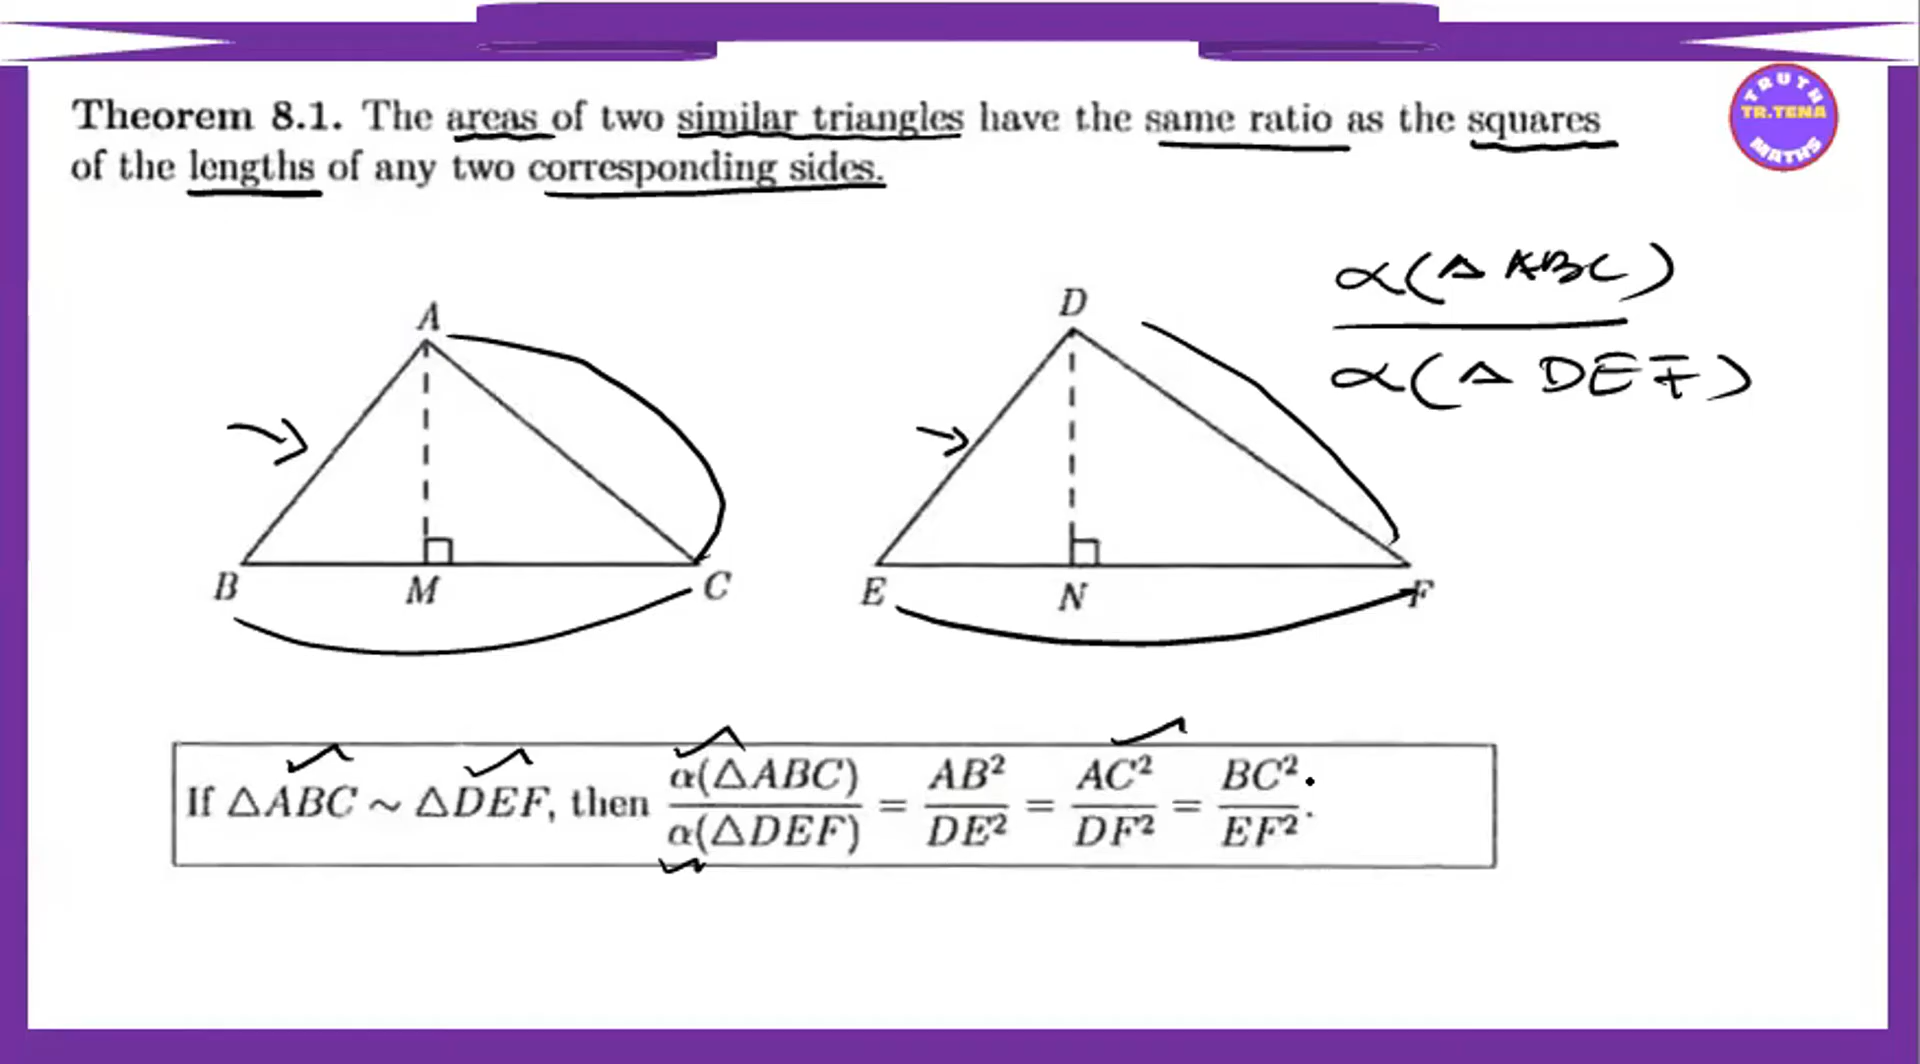 Theorem 8.1. The areas of two similar triangles have the same ratio as the squares
of the lengths of any two corresponding sides.
TRUTH
TR.TENA
MATHS
α(△ABC)
α(△DEF)
A
B
M
C
D
E
N
F
If △ABC ~ △DEF, then α(△ABC)/α(△DEF) = AB²/DE² = AC²/DF² = BC²/EF².